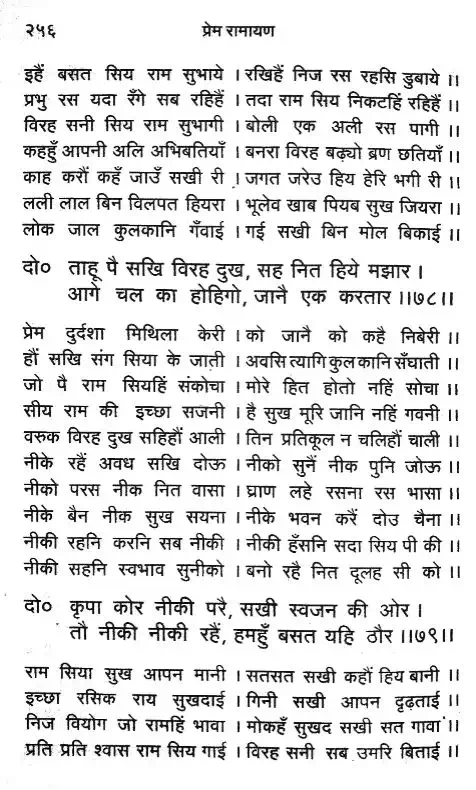 २५६ प्रेम रामायण
इहैं बसत सिय राम सुभाये । रखिहैं निज रस रहसि डुबाये ॥
प्रभु रस यदा रँगे सब रहिहैं । तदा राम सिय निकटहिं रहिहैं ॥
विरह सनी सिय राम सुभागी । बोली एक अली रस पागी ॥
कहहुँ आपनी अलि अभिबतियाँ । बनरा विरह बढ्यो ब्रण छतियाँ ॥
काह करौं कहँ जाउँ सखी री । जगत जरेउ हिय हेरि भगी री ॥
लली लाल बिन विलपत हियरा । भूलेव खाब पियब सुख जियरा ॥
लोक जाल कुलकानि गँवाई । गई सखी बिन मोल बिकाई ॥
दो० ताहू पै सखि विरह दुख, सह नित हिये मझार ।
आगे चल का होहिगो, जानै एक करतार ॥७८॥
प्रेम दुर्दशा मिथिला केरी । को जानै को कहै निबेरी ॥
हौं सखि संग सिया के जाती । अवसि त्यागि कुलकानि सँघाती ॥
जो पै राम सियहिं संकोचा । मोरे हित होतो नहिं सोचा ॥
सीय राम की इच्छा सजनी । है सुख मूरि जानि नहिं गवनी ॥
वरुक विरह दुख सहिहौं आली । तिन प्रतिकूल न चलिहौं चाली ॥
नीके रहैं अवध सखि दोऊ । नीको सुनैं नीक पुनि जोऊ ॥
नीको परस नीक नित वासा । घ्राण लहे रसना रस भासा ॥
नीके बैन नीक सुख सयना । नीके भवन करैं दोउ चैना ॥
नीकी रहनि करनि सब नीकी । नीकी हँसनि सदा सिय पी की ॥
नीकी सहनि स्वभाव सुनीको । बनो रहै नित दूलह सी को ॥
दो० कृपा कोर नीकी परै, सखी स्वजन की ओर ।
तौ नीकी नीकी रहैं, हमहुँ बसत यहि ठौर ॥७९॥
राम सिया सुख आपन मानी । सतसत सखी कहौं हिय बानी ॥
इच्छा रसिक राय सुखदाई । गिनी सखी आपन दृढ़ताई ॥
निज वियोग जो रामहिं भावा । मोकहँ सुखद सखी सत गावा ॥
प्रति प्रति श्वास राम सिय गाई । विरह सनी सब उमरि बिताई ॥